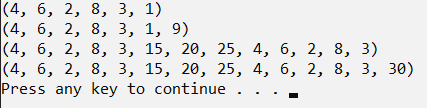 (4, 6, 2, 8, 3, 1)
(4, 6, 2, 8, 3, 1, 9)
(4, 6, 2, 8, 3, 15, 20, 25, 4, 6, 2, 8, 3)
(4, 6, 2, 8, 3, 15, 20, 25, 4, 6, 2, 8, 3, 30)
Press any key to continue . . .